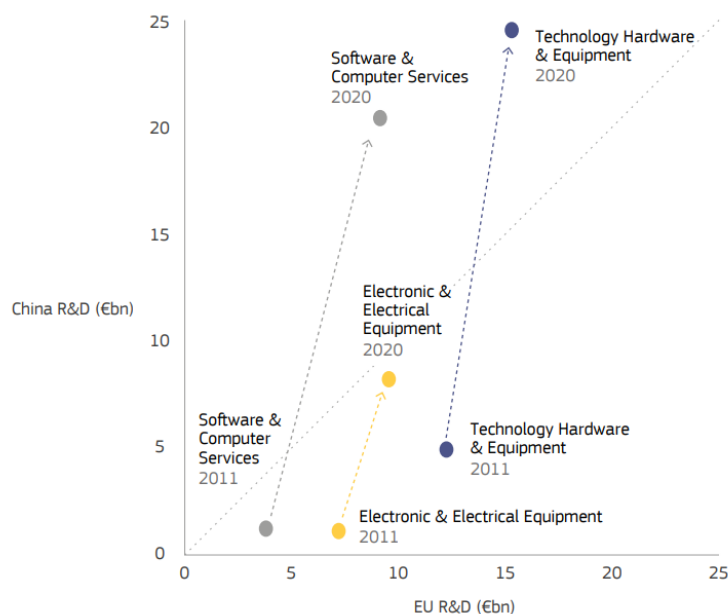 25
Technology Hardware
& Equipment
2020
Software &
Computer Services
2020
20
15
China R&D (€bn)
Electronic &
Electrical
Equipment
2020
10
Software &
Computer
Services
2011
5
Technology Hardware
& Equipment
2011
Electronic & Electrical Equipment
2011
0
0 5 10 15 20 25
EU R&D (€bn)